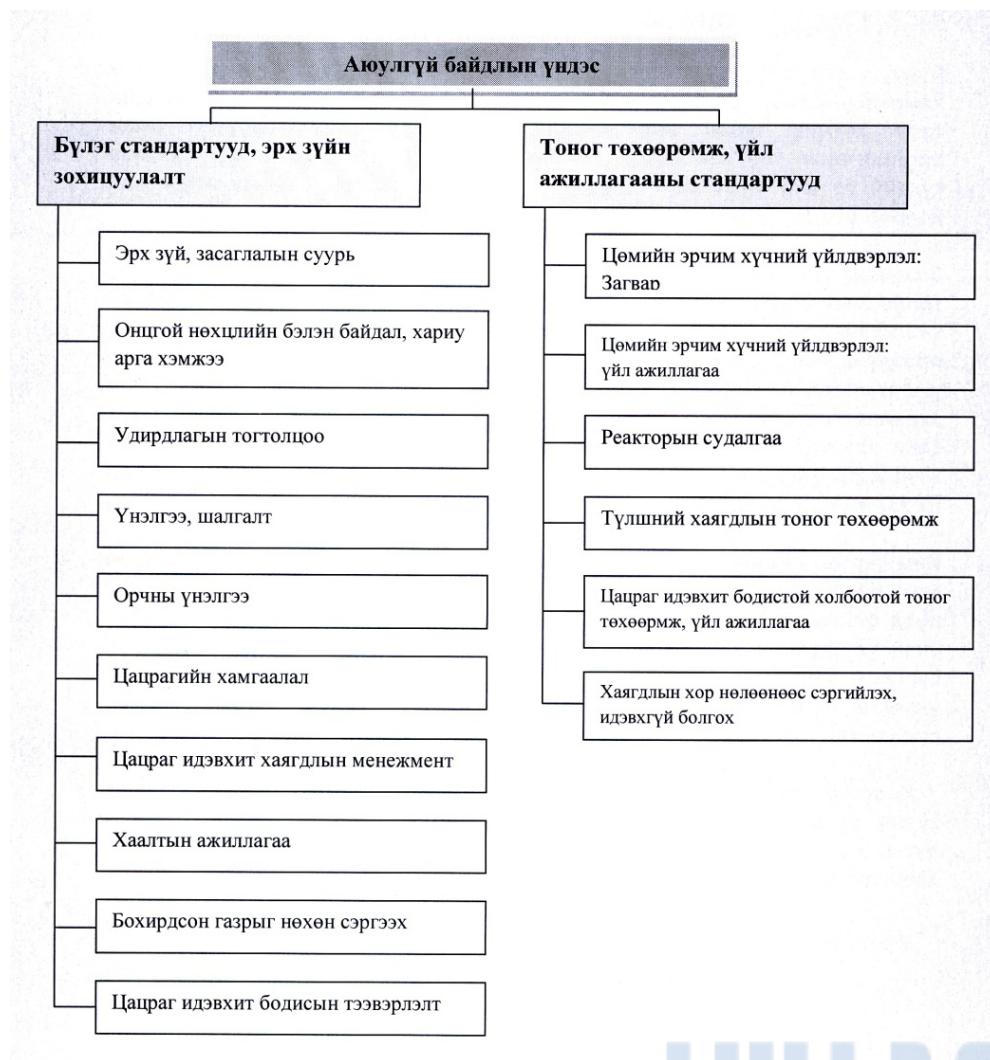 Аюулгүй байдлын үндэс
Бүлэг стандартууд, эрх зүйн
зохицуулалт
Эрх зүй, засаглалын суурь
Онцгой нөхцлийн бэлэн байдал, хариу
арга хэмжээ
Удирдлагын тогтолцоо
Үнэлгээ, шалгалт
Орчны үнэлгээ
Цацрагийн хамгаалал
Цацраг идэвхит хаягдлын менежмент
Хаалтын ажиллагаа
Бохирдсон газрыг нөхөн сэргээх
Цацраг идэвхит бодисын тээвэрлэлт
Тоног төхөөрөмж, үйл
ажиллагааны стандартууд
Цөмийн эрчим хүчний үйлдвэрлэл:
Загвар
Цөмийн эрчим хүчний үйлдвэрлэл:
үйл ажиллагаа
Реакторын судалгаа
Түлшний хаягдлын тоног төхөөрөмж
Цацраг идэвхит бодистой холбоотой тоног
төхөөрмж, үйл ажиллагаа
Хаягдлын хор нөлөөнөөс сэргийлэх,
идэвхгүй болгох